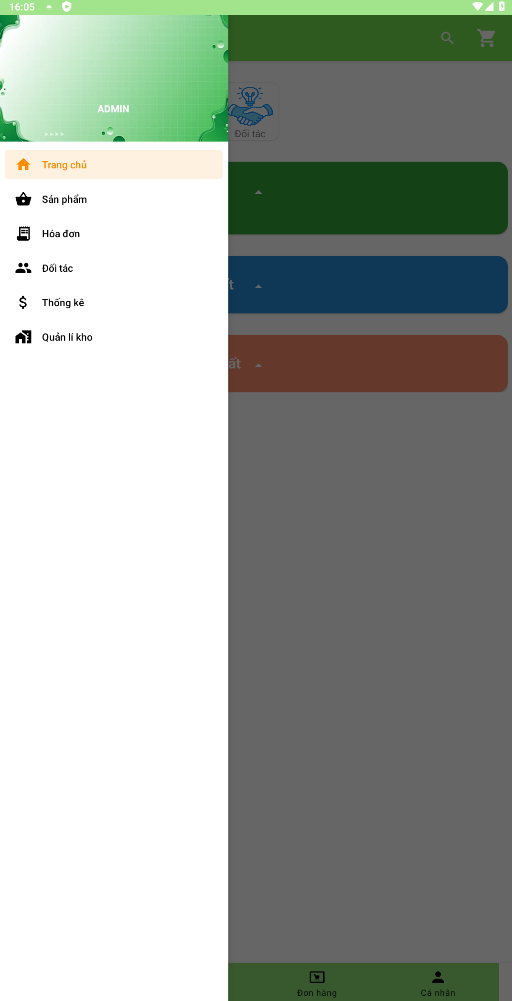 16:05
ADMIN
Trang chủ
Sản phẩm
Hóa đơn
Đối tác
Thống kê
Quản lí kho
Đối tác
Đơn hàng
Cá nhân